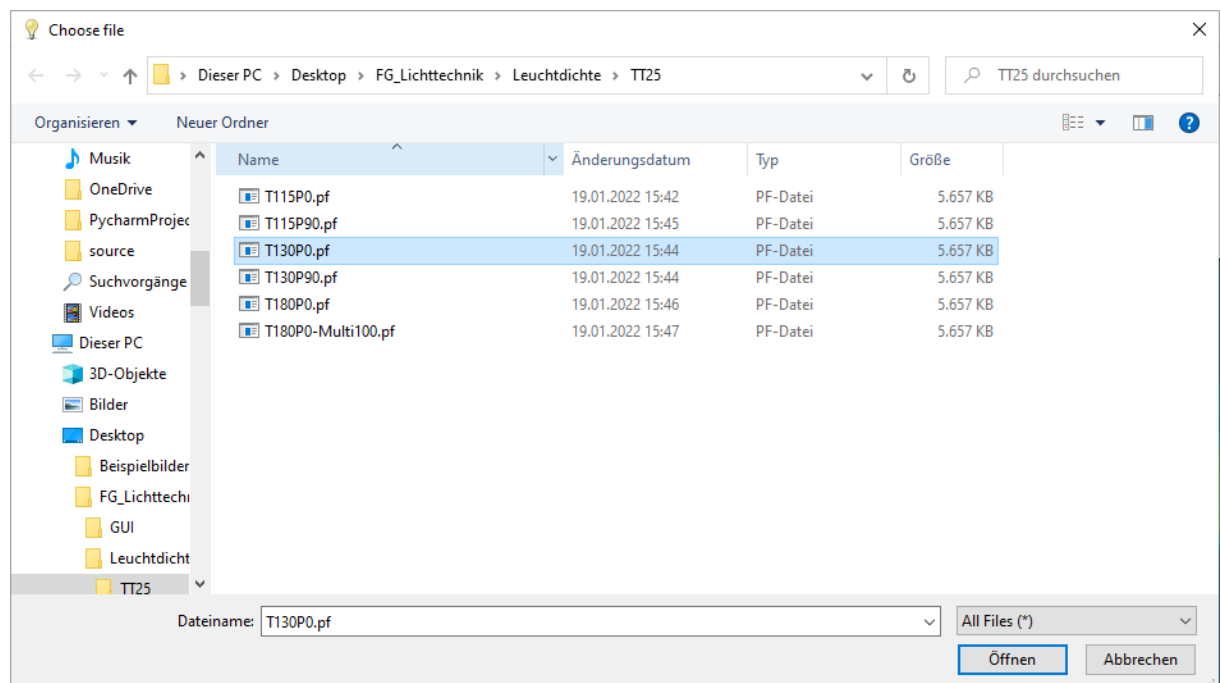 Choose file
Dieser PC > Desktop > FG_Lichttechnik > Leuchtdichte > TT25
TT25 durchsuchen
Organisieren
Neuer Ordner
Musik
OneDrive
PycharmProjec
source
Suchvorgänge
Videos
Dieser PC
3D-Objekte
Bilder
Desktop
Beispielbilder
FG_Lichttechn
GUI
Leuchtdicht
TT25
Name Änderungsdatum Typ Größe
T115P0.pf 19.01.2022 15:42 PF-Datei 5.657 KB
T115P90.pf 19.01.2022 15:45 PF-Datei 5.657 KB
T130P0.pf 19.01.2022 15:44 PF-Datei 5.657 KB
T130P90.pf 19.01.2022 15:44 PF-Datei 5.657 KB
T180P0.pf 19.01.2022 15:46 PF-Datei 5.657 KB
T180P0-Multi100.pf 19.01.2022 15:47 PF-Datei 5.657 KB
Dateiname: T130P0.pf
All Files (*)
Öffnen
Abbrechen